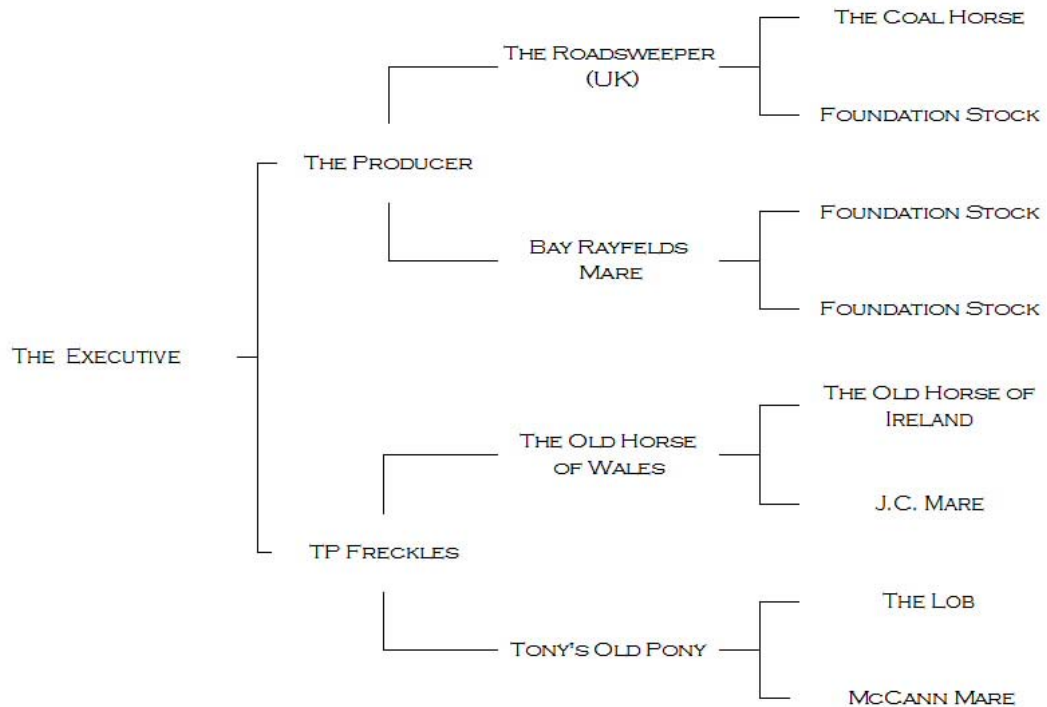 The Coal Horse
The Roadsweeper
(UK)
Foundation Stock
The Producer
Foundation Stock
Bay Rayfelds
Mare
Foundation Stock
The Executive
The Old Horse of
Ireland
The Old Horse
of Wales
J.C. Mare
TP Freckles
The Lob
Tony's Old Pony
McCann Mare